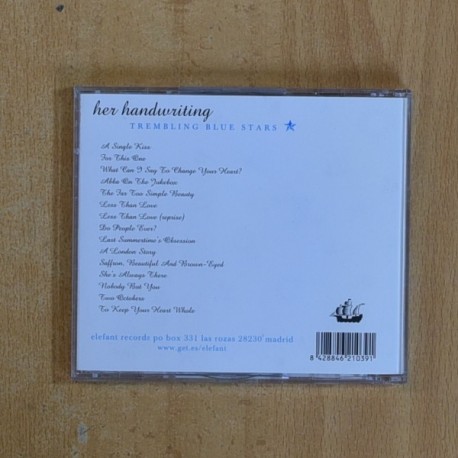 her handwriting
TREMBLING BLUE STARS
A Single Kiss
For This One
What Can I Say To Change Your Heart?
Abba On The Jukebox
The Far Too Simple Beauty
Less Than Love
Less Than Love (reprise)
Do People Ever?
Last Summertime's Obsession
A London Story
Saffron, Beautiful And Brown-Eyed
She's Always There
Nobody But You
Two Octobers
To Keep Your Heart Whole
elefant records po box 331 las rozas 28230 madrid
www.get.es/elefant
8 428846 210391